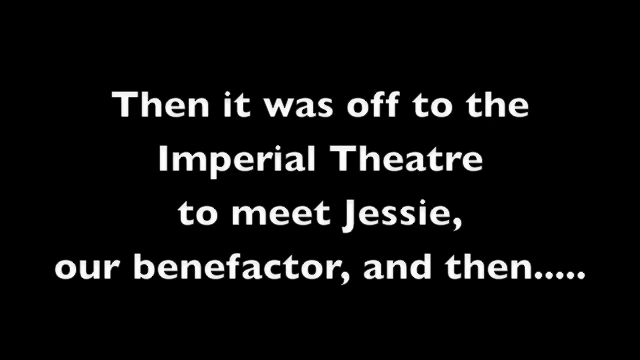 Then it was off to the
Imperial Theatre
to meet Jessie,
our benefactor, and then.....